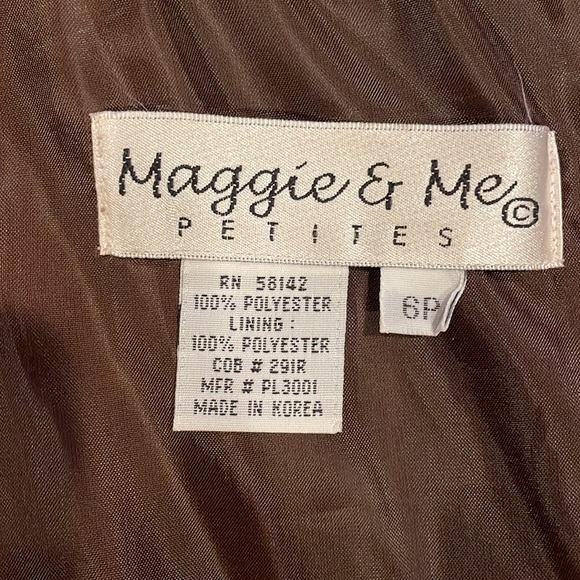 Maggie & Me ©
PETITES
RN 58142
100% POLYESTER
LINING :
100% POLYESTER
COB # 291R
MFR # PL3001
MADE IN KOREA
6P